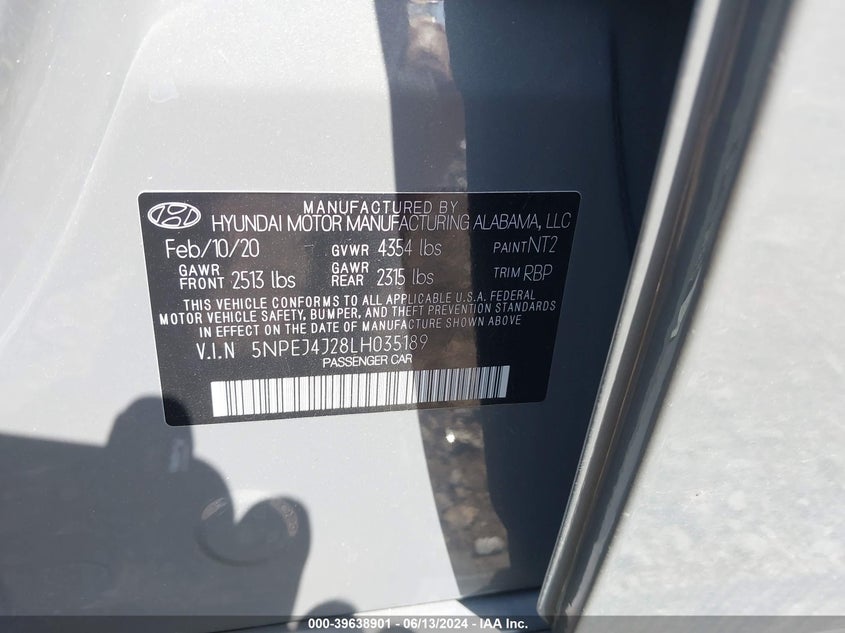 MANUFACTURED BY
HYUNDAI MOTOR MANUFACTURING ALABAMA, LLC
Feb/10/20 GVWR 4354 lbs PAINT NT2
GAWR FRONT 2513 lbs GAWR REAR 2315 lbs TRIM RBP
THIS VEHICLE CONFORMS TO ALL APPLICABLE U.S.A. FEDERAL
MOTOR VEHICLE SAFETY, BUMPER, AND THEFT PREVENTION STANDARDS
IN EFFECT ON THE DATE OF MANUFACTURE SHOWN ABOVE
V.I.N 5NPEJ4J28LH035189
PASSENGER CAR
000-39638901 - 06/13/2024 - IAAI.COM